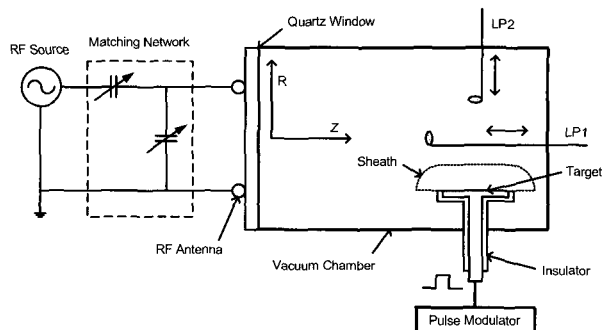 Quartz Window
LP2
RF Source
Matching Network
R
Z
LP1
Sheath
Target
RF Antenna
Vacuum Chamber
Insulator
Pulse Modulator